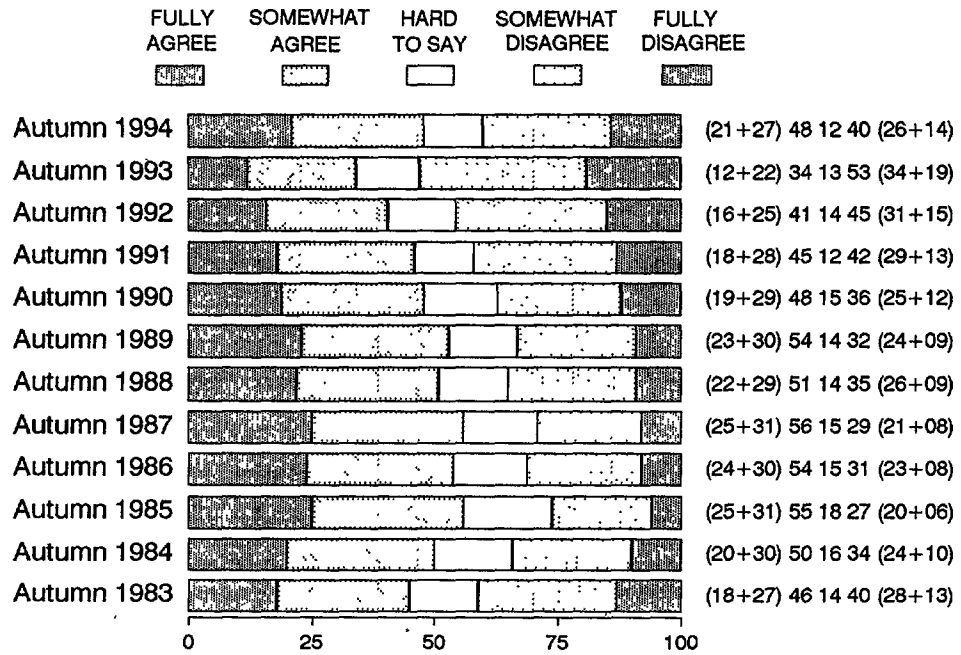 FULLY SOMEWHAT HARD SOMEWHAT FULLY
AGREE AGREE TO SAY DISAGREE DISAGREE
Autumn 1994 (21+27) 48 12 40 (26+14)
Autumn 1993 (12+22) 34 13 53 (34+19)
Autumn 1992 (16+25) 41 14 45 (31+15)
Autumn 1991 (18+28) 45 12 42 (29+13)
Autumn 1990 (19+29) 48 15 36 (25+12)
Autumn 1989 (23+30) 54 14 32 (24+09)
Autumn 1988 (22+29) 51 14 35 (26+09)
Autumn 1987 (25+31) 56 15 29 (21+08)
Autumn 1986 (24+30) 54 15 31 (23+08)
Autumn 1985 (25+31) 55 18 27 (20+06)
Autumn 1984 (20+30) 50 16 34 (24+10)
Autumn 1983 (18+27) 46 14 40 (28+13)
0 25 50 75 100